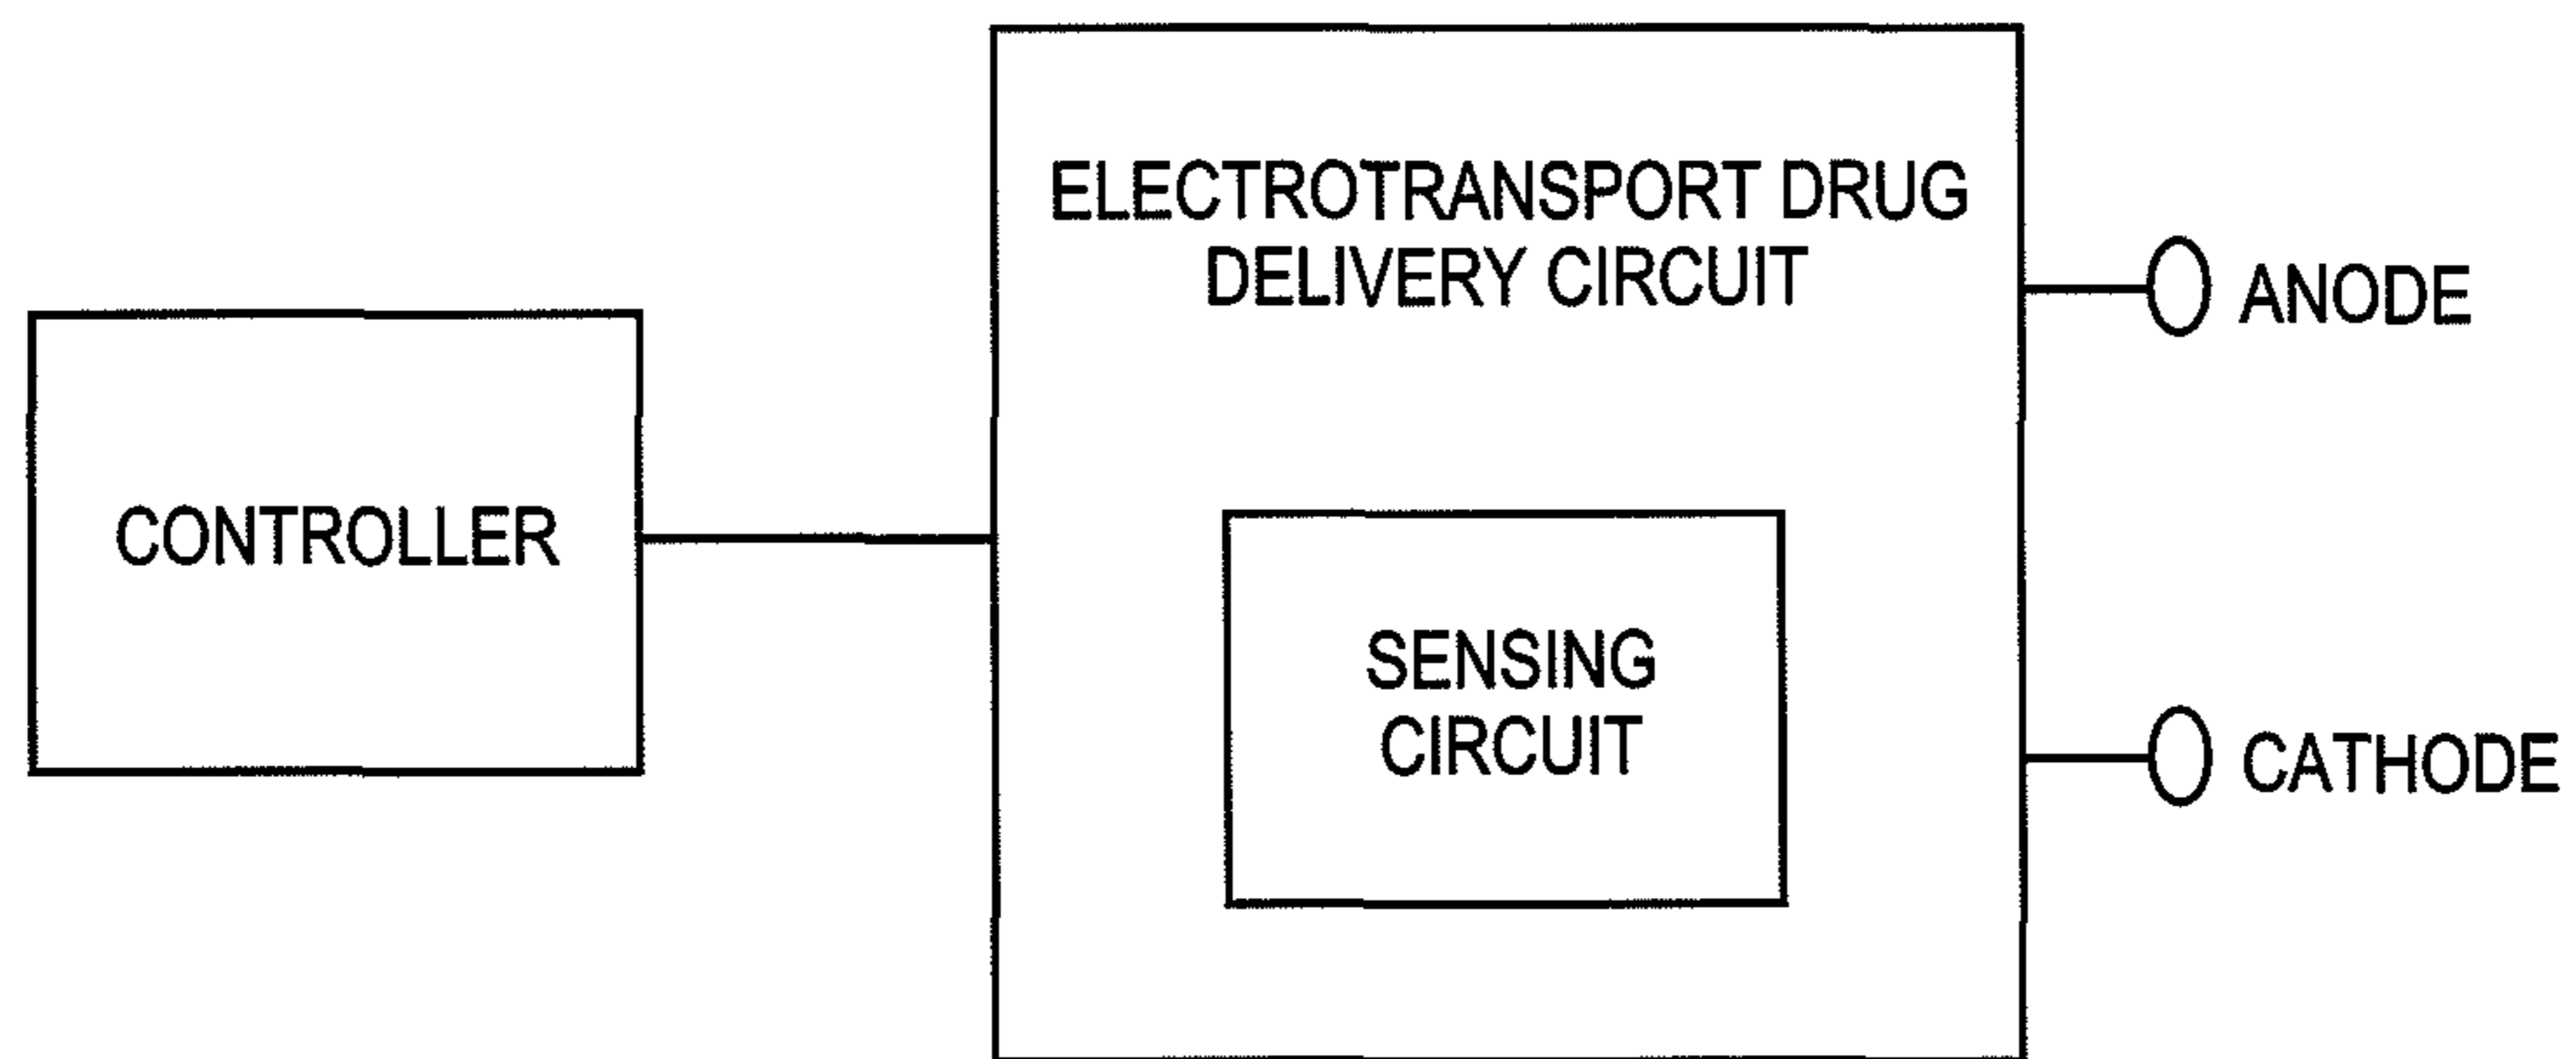 ELECTROTRANSPORT DRUG
DELIVERY CIRCUIT
ANODE
CONTROLLER
SENSING
CIRCUIT
CATHODE